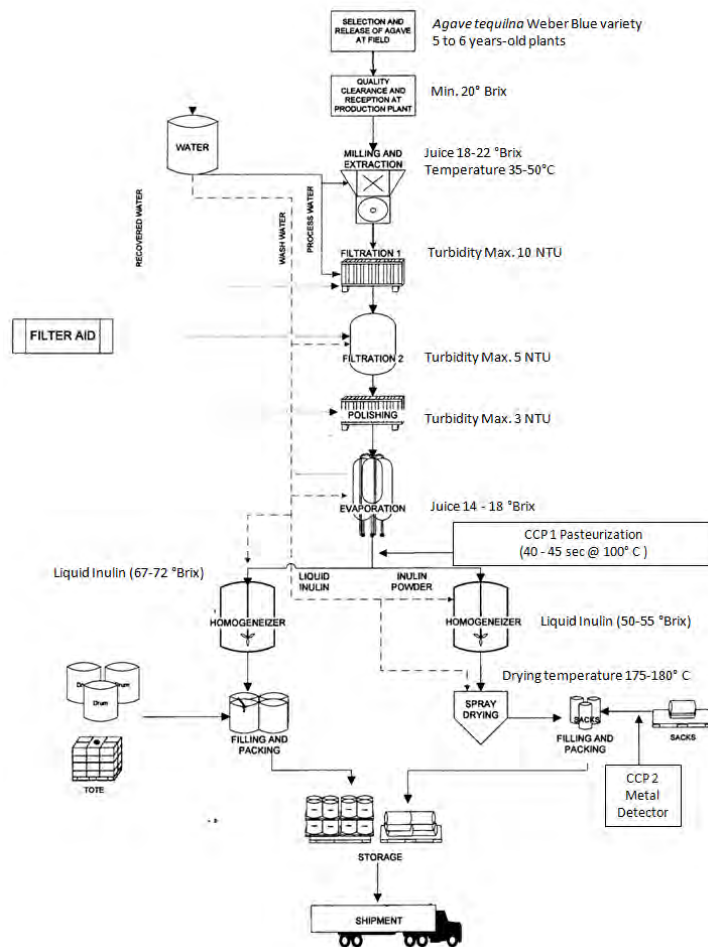 SELECTION AND
RELEASE OF AGAVE
AT FIELD
Agave tequilna Weber Blue variety
5 to 6 years-old plants
QUALITY
CLEARANCE AND
RECEPTION AT
PRODUCTION PLANT
Min. 20° Brix
WATER
MILLING AND
EXTRACTION
Juice 18-22 °Brix
Temperature 35-50°C
RECOVERED WATER
WASH WATER
PROCESS WATER
FILTRATION 1
Turbidity Max. 10 NTU
FILTER AID
FILTRATION 2
Turbidity Max. 5 NTU
POLISHING
Turbidity Max. 3 NTU
EVAPORATION
Juice 14 - 18 °Brix
CCP 1 Pasteurization
(40 - 45 sec @ 100° C )
Liquid Inulin (67-72 °Brix)
LIQUID
INULIN
INULIN
POWDER
HOMOGENEIZER
HOMOGENEIZER
Liquid Inulin (50-55 °Brix)
Drying temperature 175-180° C
Drum
Drum
Drum
FILLING AND
PACKING
SPRAY
DRYING
SACKS
FILLING AND
PACKING
SACKS
TOTE
CCP 2
Metal
Detector
STORAGE
SHIPMENT